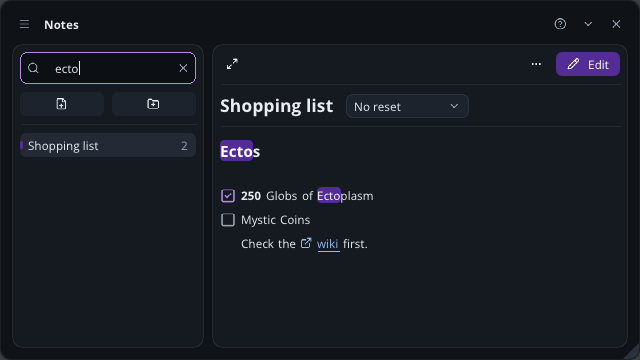 Notes
ecto
Edit
Shopping list
No reset
Shopping list 2
Ectos
250 Globs of Ectoplasm
Mystic Coins
Check the wiki first.